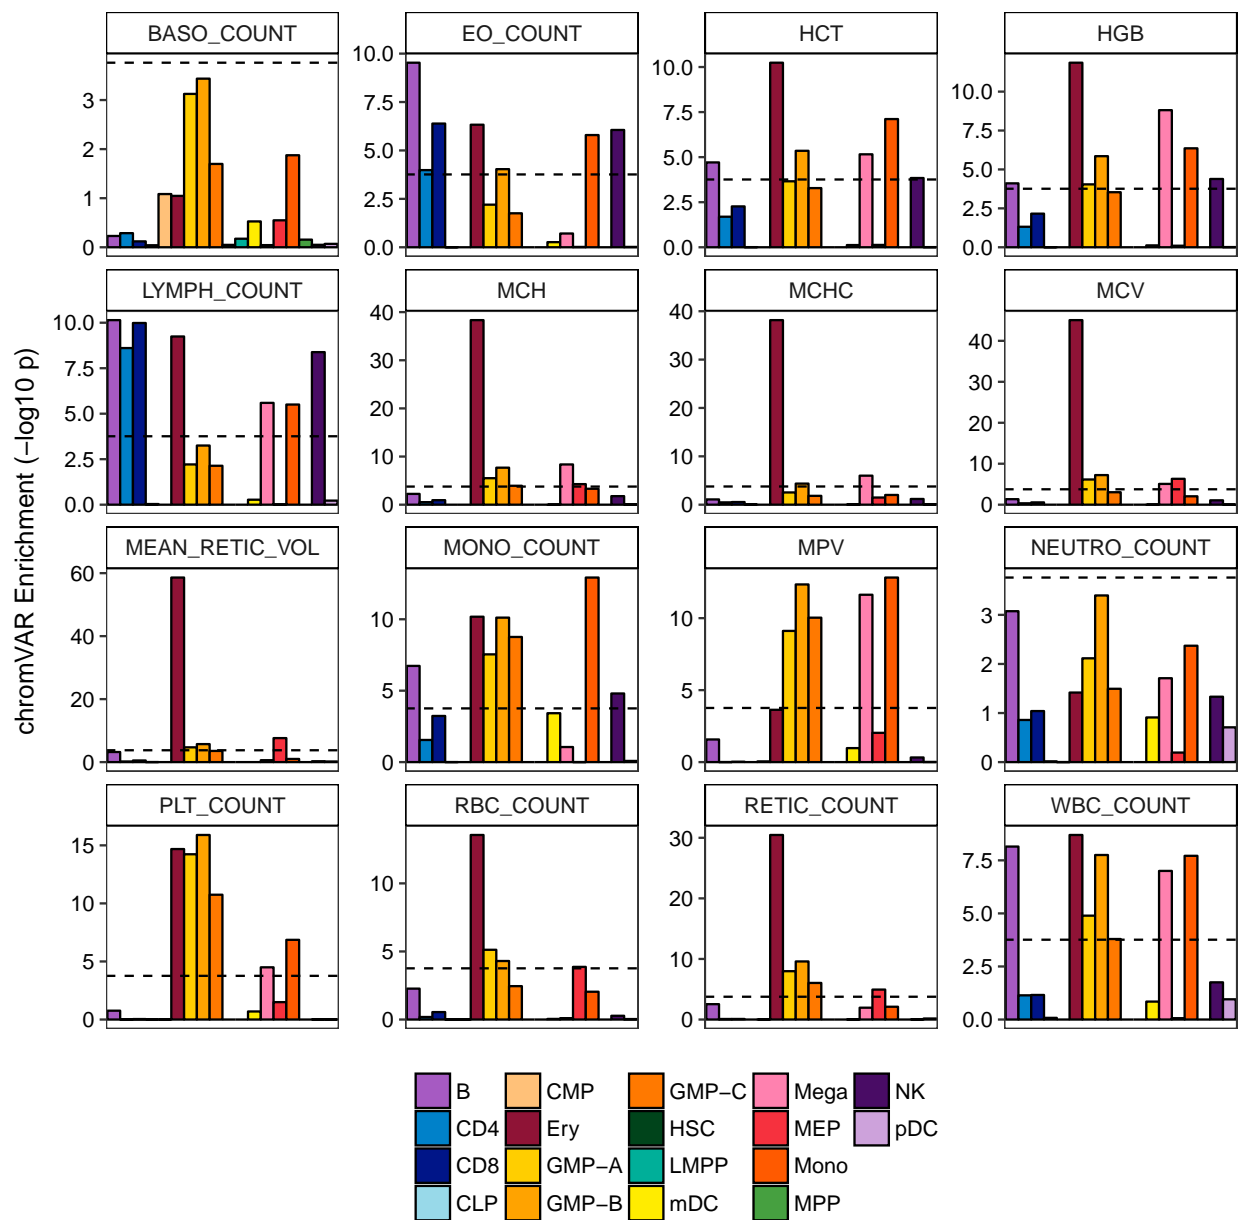 BASO_COUNT EO_COUNT HCT HGB
3 2 1 0
10.0 7.5 5.0 2.5 0.0
10.0 7.5 5.0 2.5 0.0
10.0 7.5 5.0 2.5 0.0
LYMPH_COUNT MCH MCHC MCV
10.0 7.5 5.0 2.5 0.0
40 30 20 10 0
40 30 20 10 0
40 30 20 10 0
MEAN_RETIC_VOL MONO_COUNT MPV NEUTRO_COUNT
60 40 20 0
10 5 0
10 5 0
3 2 1 0
PLT_COUNT RBC_COUNT RETIC_COUNT WBC_COUNT
15 10 5 0
10 5 0
30 20 10 0
7.5 5.0 2.5 0.0
chromVAR Enrichment (−log10 p)
B CMP GMP−C Mega NK
CD4 Ery HSC MEP pDC
CD8 GMP−A LMPP Mono
CLP GMP−B mDC MPP